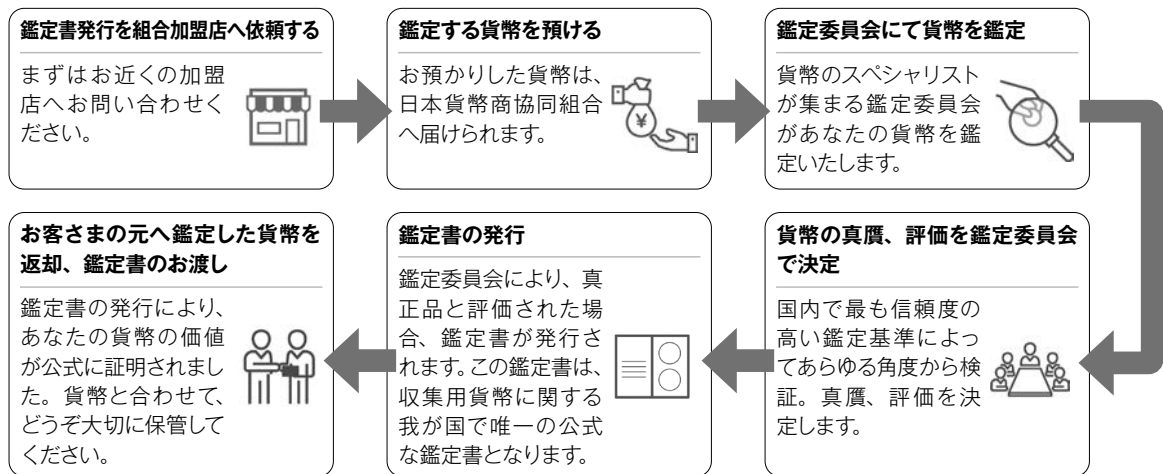 鑑定書発行を組合加盟店へ依頼する
まずはお近くの加盟
店へお問い合わせく
ださい。
鑑定する貨幣を預ける
お預かりした貨幣は、
日本貨幣商協同組合
へ届けられます。
¥
鑑定委員会にて貨幣を鑑定
貨幣のスペシャリスト
が集まる鑑定委員会
があなたの貨幣を鑑
定いたします。
貨幣の真贋、評価を鑑定委員会
で決定
国内で最も信頼度の
高い鑑定基準によっ
てあらゆる角度から検
証。真贋、評価を決
定します。
鑑定書の発行
鑑定委員会により、真
正品と評価された場
合、鑑定書が発行さ
れます。この鑑定書は、
収集用貨幣に関する
我が国で唯一の公式
な鑑定書となります。
お客さまの元へ鑑定した貨幣を
返却、鑑定書のお渡し
鑑定書の発行により、
あなたの貨幣の価値
が公式に証明されまし
た。貨幣と合わせて、
どうぞ大切に保管して
ください。